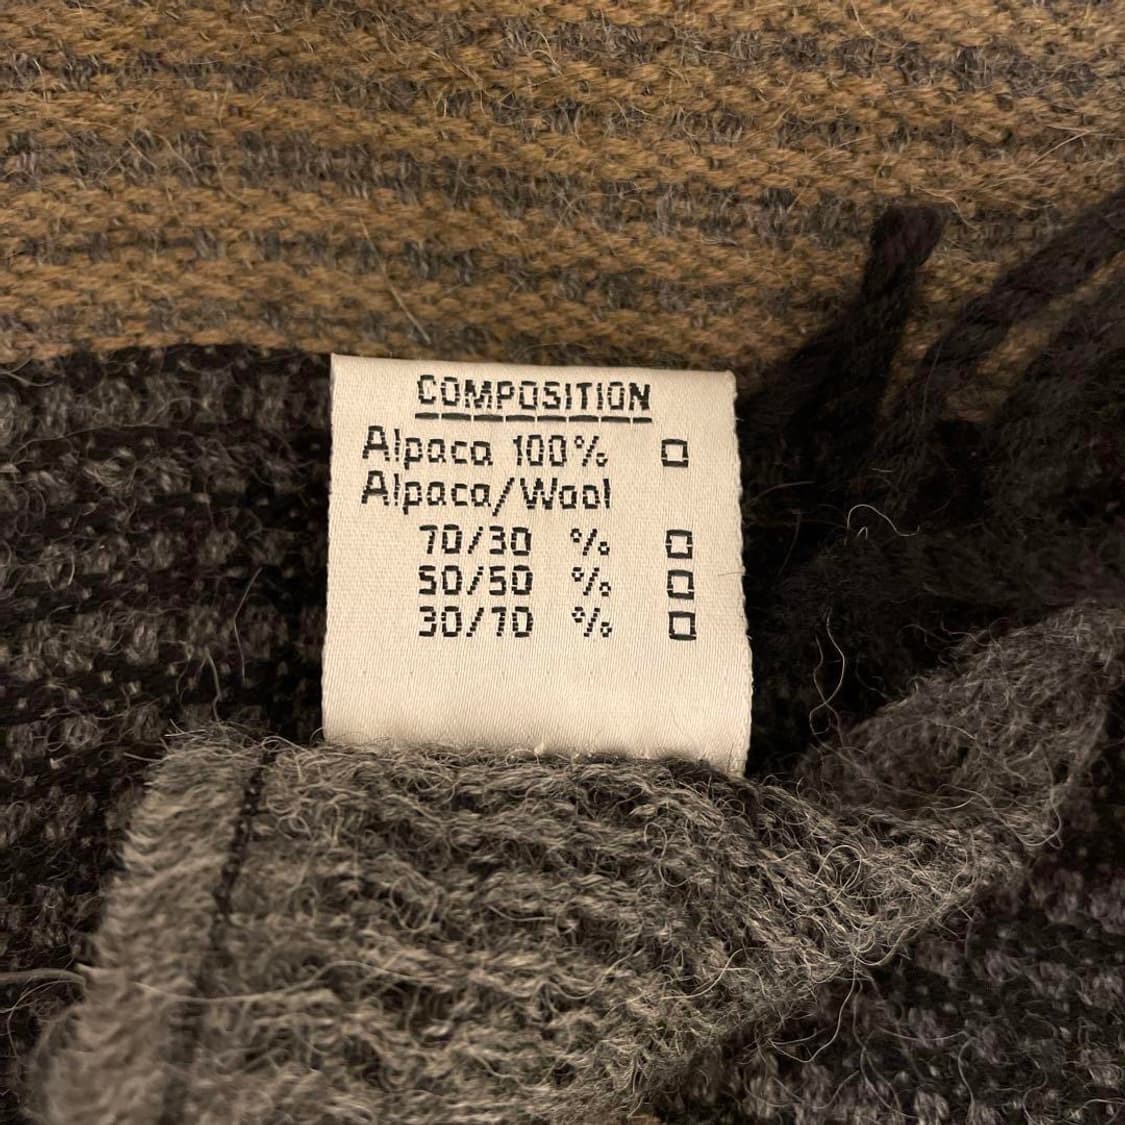 COMPOSITION
Alpaca 100% □
Alpaca/Wool
70/30 % □
50/50 % □
30/70 % □